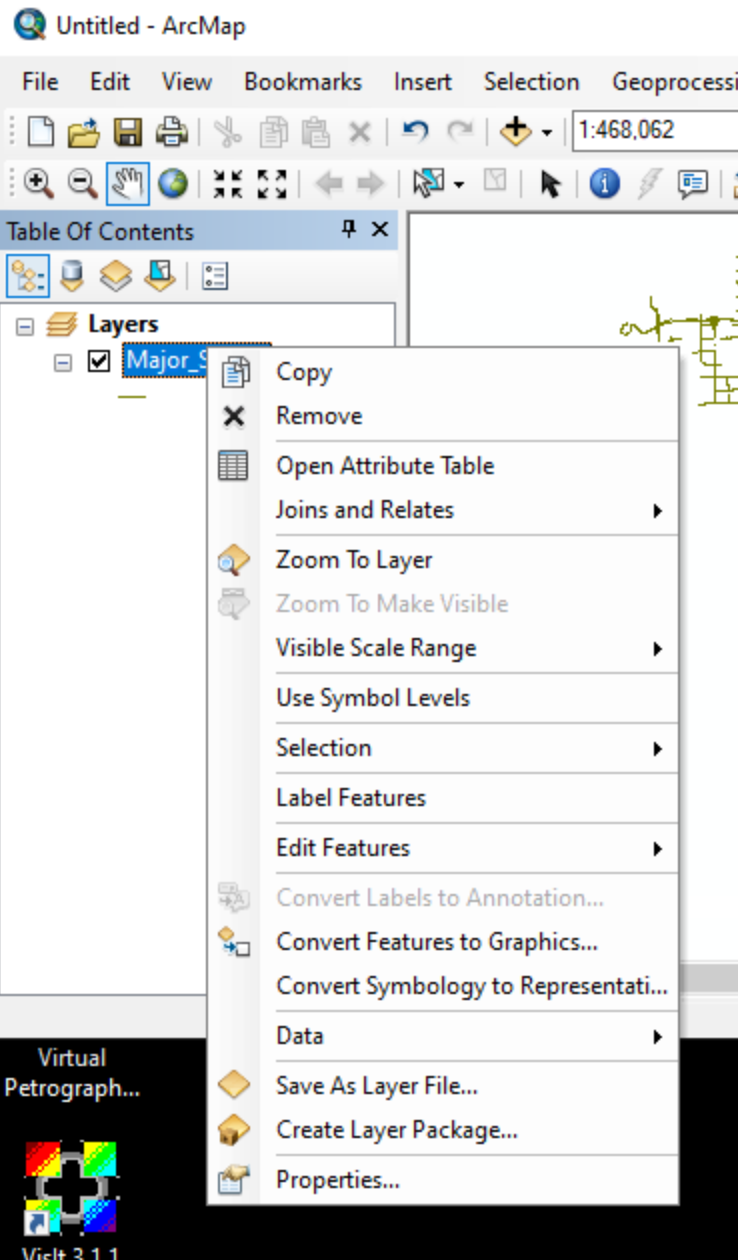 Untitled - ArcMap
File Edit View Bookmarks Insert Selection
1:468,062
Table Of Contents
Layers
Copy
Remove
Open Attribute Table
Joins and Relates
Zoom To Layer
Zoom To Make Visible
Visible Scale Range
Use Symbol Levels
Selection
Label Features
Edit Features
Convert Labels to Annotation...
Convert Features to Graphics...
Convert Symbology to Representati...
Data
Save As Layer File...
Create Layer Package...
Properties...
Virtual
Petrograph...
VisIt 3.1.1